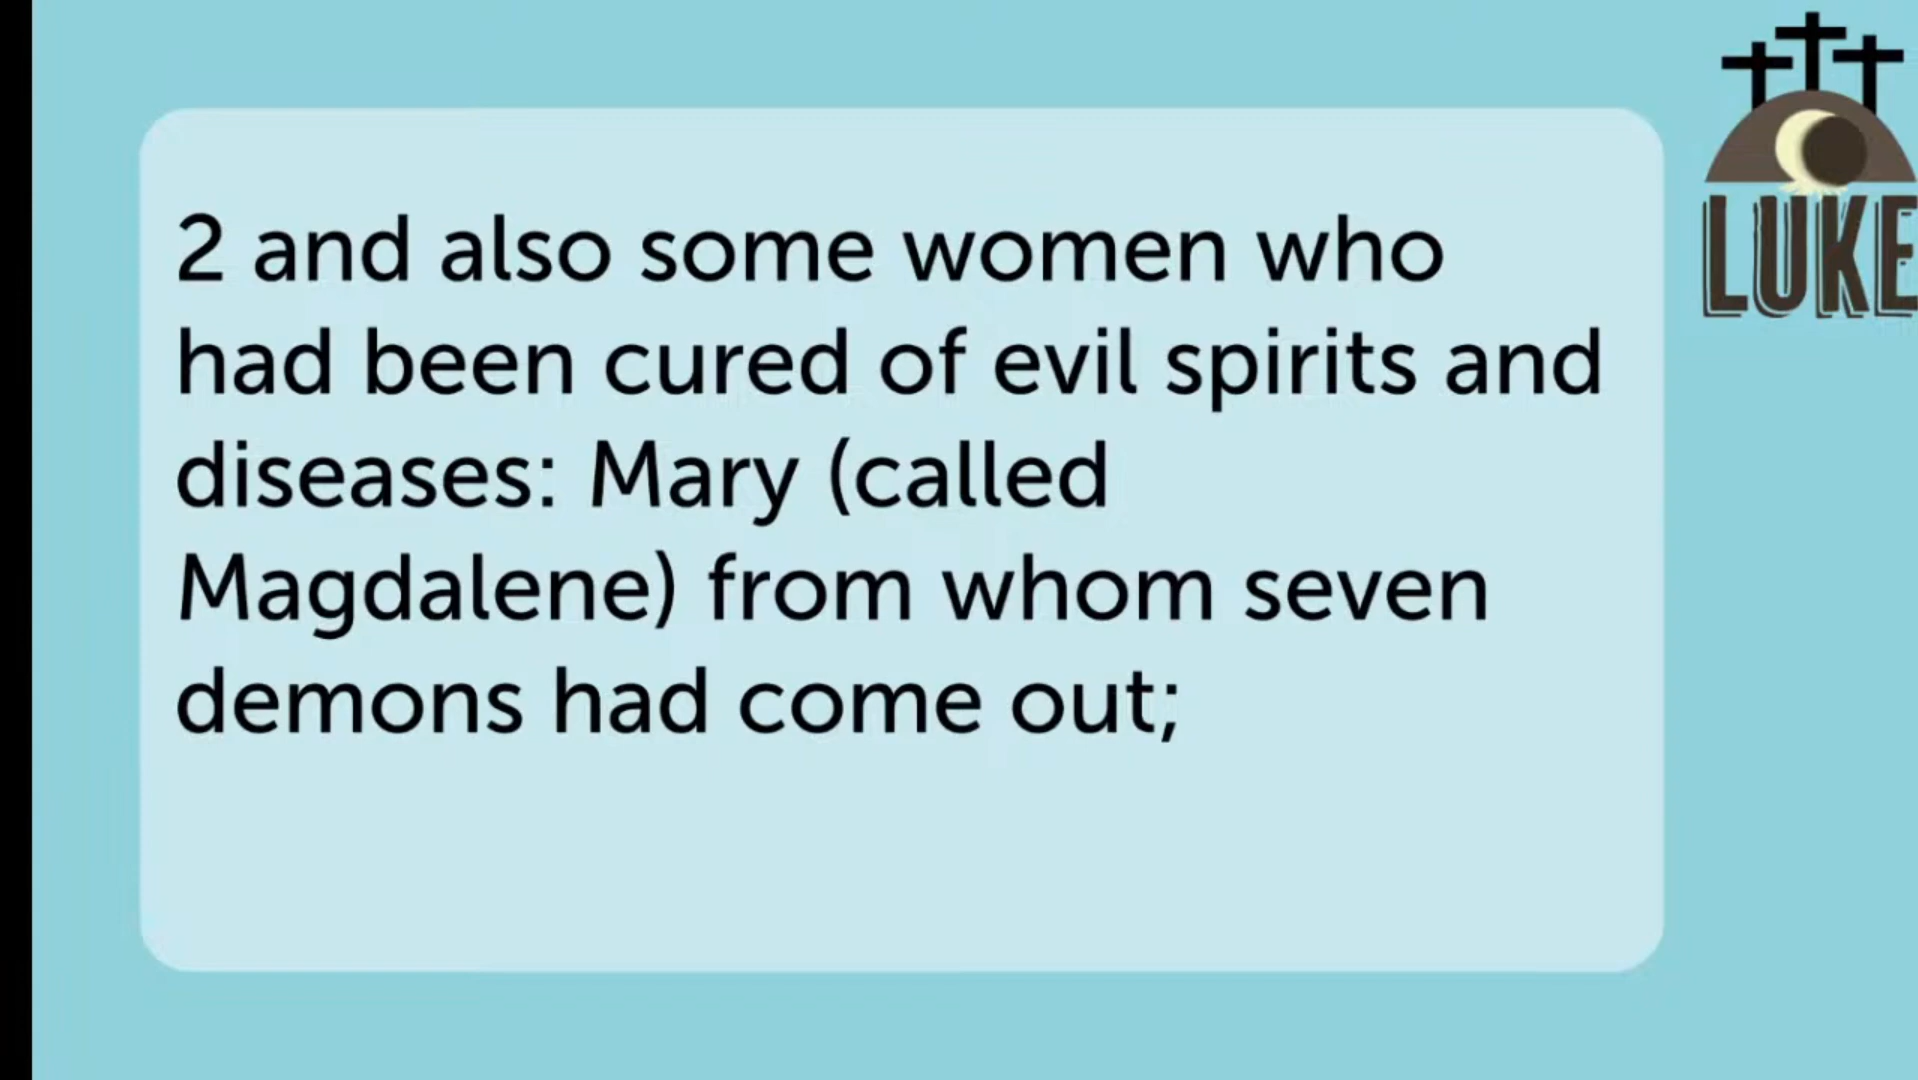 2 and also some women who
had been cured of evil spirits and
diseases: Mary (called
Magdalene) from whom seven
demons had come out;
LUKE